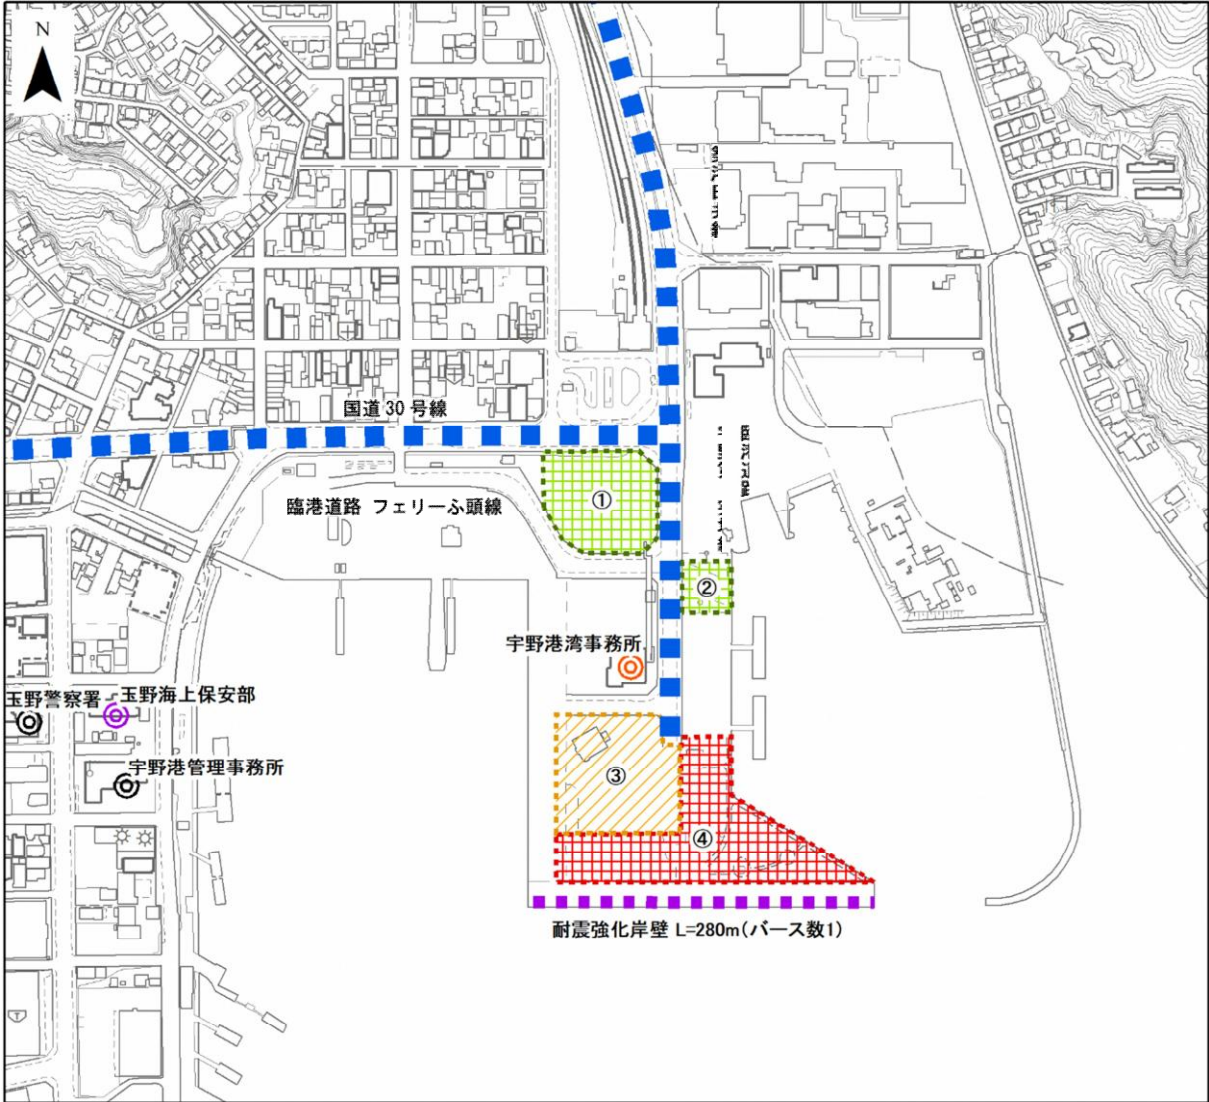 N
国道30号線
①
臨港道路 フェリーふ頭線
②
宇野港湾事務所
玉野警察署
玉野海上保安部
宇野港管理事務所
③
④
耐震強化岸壁 L=280m(バース数1)